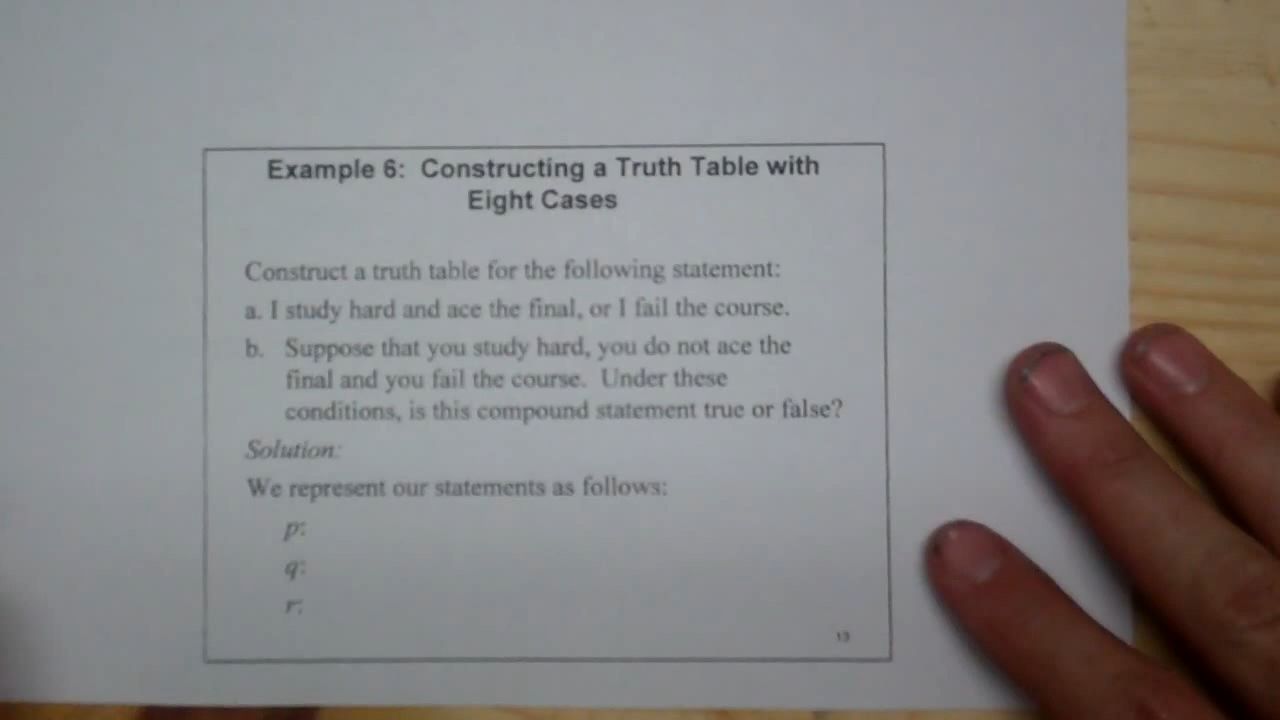 Example 6: Constructing a Truth Table with
Eight Cases
Construct a truth table for the following statement:
a. I study hard and ace the final, or I fail the course.
b. Suppose that you study hard, you do not ace the
final and you fail the course. Under these
conditions, is this compound statement true or false?
Solution:
We represent our statements as follows:
p:
q:
r:
13